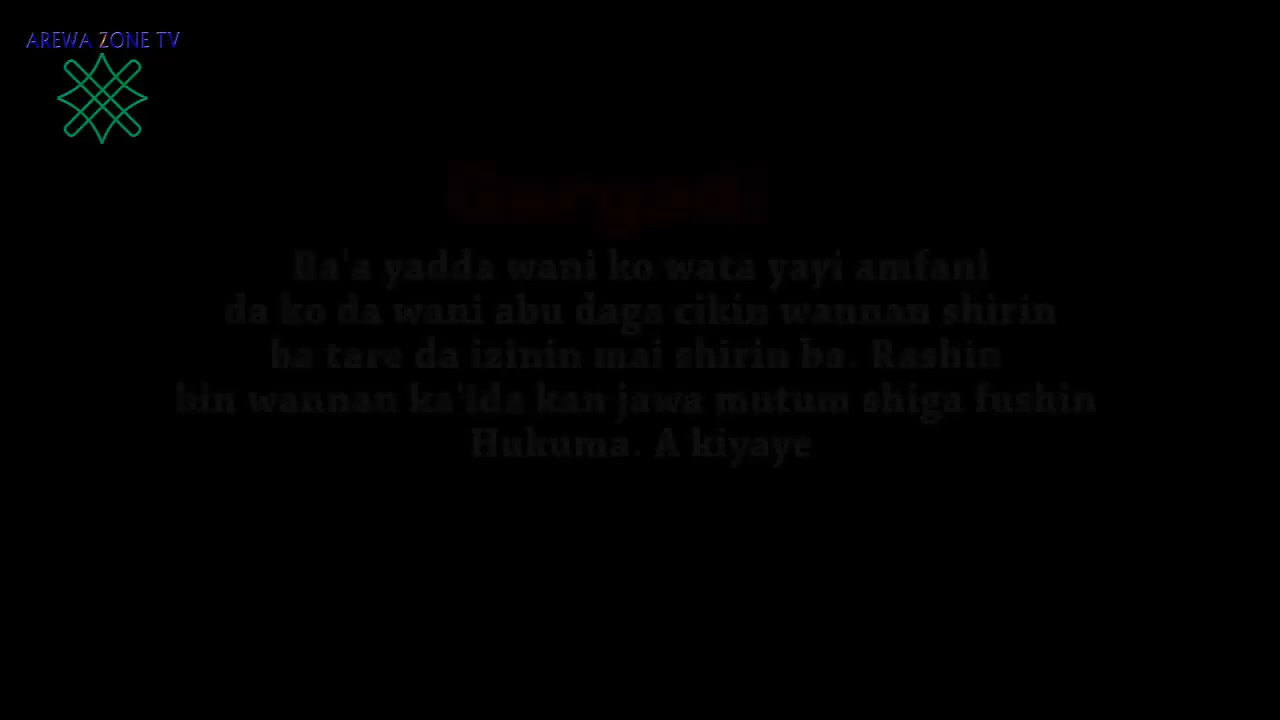 AREWA ZONE TV
Gargadi
Ba'a yadda wani ko wata yayi amfani
da ko da wani abu daga cikin wannan shirin
ba tare da izinin mai shirin ba. Rashin
bin wannan ka'ida kan jawa mutum shiga fushin
Hukuma. A kiyaye